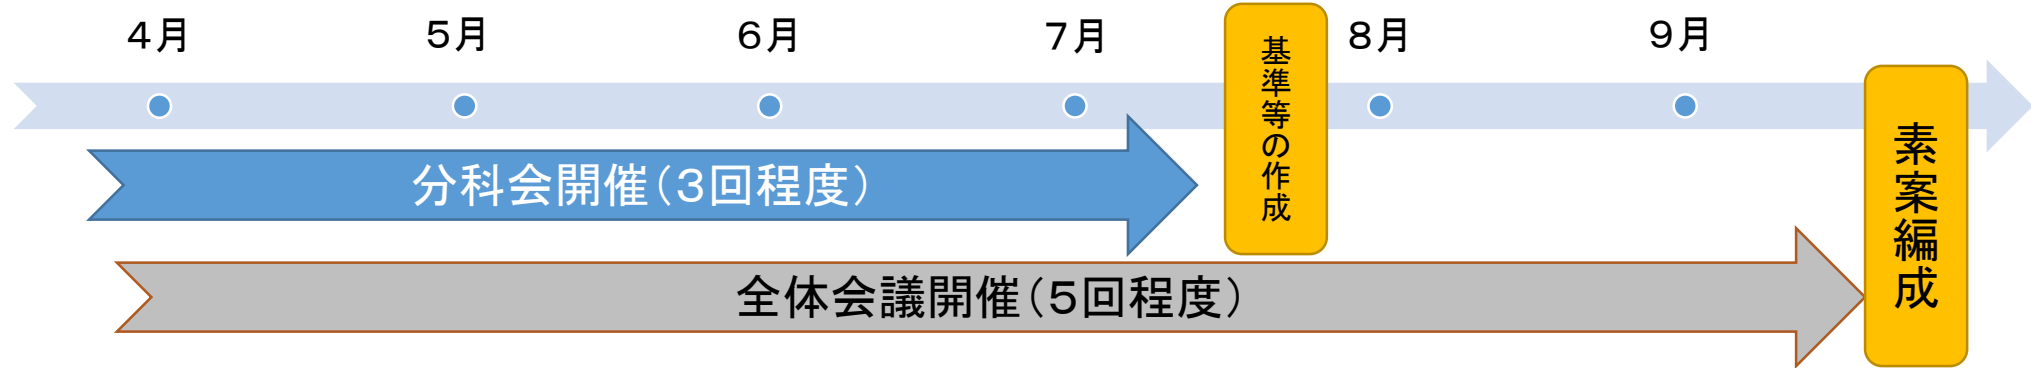 4月
5月
6月
7月
8月
9月
基準等の作成
分科会開催（3回程度）
全体会議開催（5回程度）
素案編成